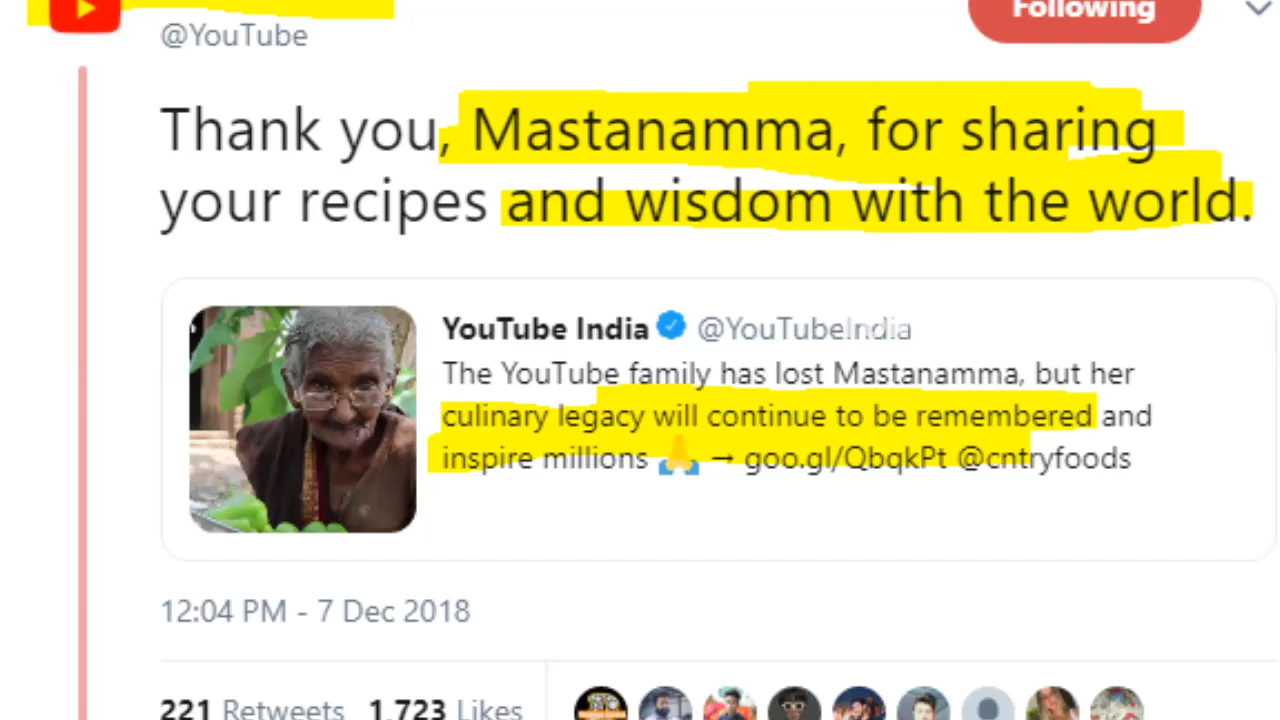 Following
@YouTube
Thank you, Mastanamma, for sharing
your recipes and wisdom with the world.
YouTube India @YouTubeIndia
The YouTube family has lost Mastanamma, but her
culinary legacy will continue to be remembered and
inspire millions 🙏 → goo.gl/QbqkPt @cntryfoods
12:04 PM - 7 Dec 2018
221 Retweets 1,723 Likes